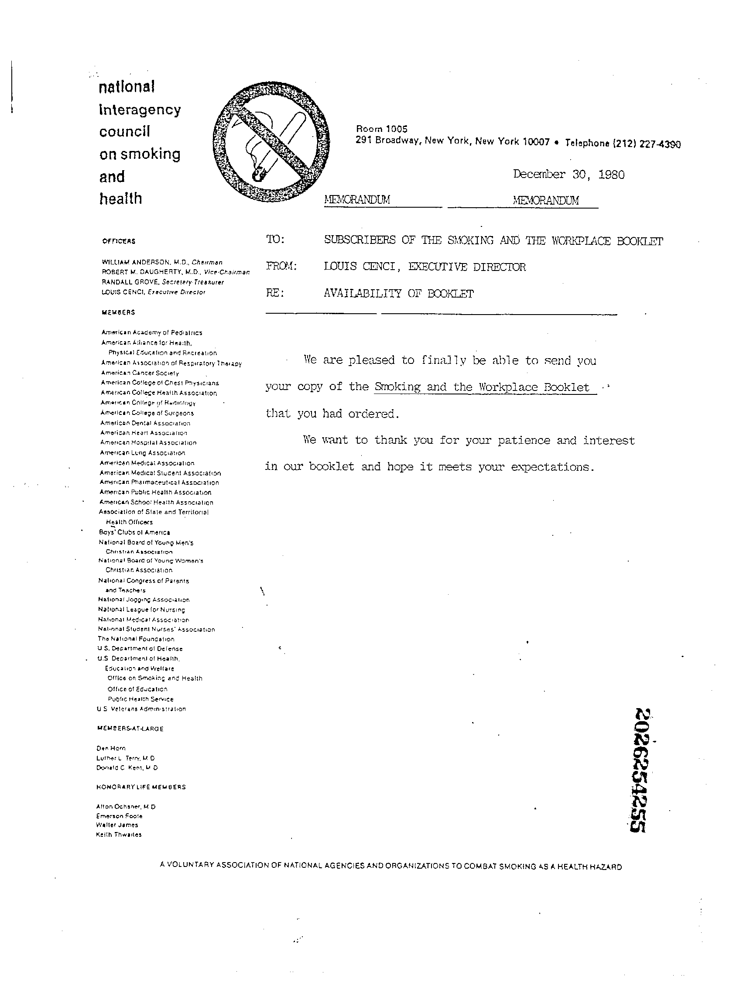 national
interagency
council
on smoking
and
health
Room 1005
291 Broadway, New York, New York 10007 • Telephone (212) 227-4390
December 30, 1980
MEMORANDUM MEMORANDUM
TO: SUBSCRIBERS OF THE SMOKING AND THE WORKPLACE BOOKLET
FROM: LOUIS CENCI, EXECUTIVE DIRECTOR
RE: AVAILABILITY OF BOOKLET
We are pleased to finally be able to send you
your copy of the Smoking and the Workplace Booklet
that you had ordered.
We want to thank you for your patience and interest
in our booklet and hope it meets your expectations.
OFFICERS
WILLIAM ANDERSON, M.D., Chairman
ROBERT M. DAUGHERTY, M.D., Vice-Chairman
RANDALL GROVE, Secretary Treasurer
LOUIS CENCI, Executive Director
MEMBERS
American Academy of Pediatrics
American Alliance for Health,
Physical Education and Recreation
American Association of Respiratory Therapy
American Cancer Society
American College of Chest Physicians
American College Health Association
American College of Radiology
American College of Surgeons
American Dental Association
American Heart Association
American Hospital Association
American Lung Association
American Medical Association
American Medical Student Association
American Pharmaceutical Association
American Public Health Association
American School Health Association
Association of State and Territorial
Health Officers
Boys' Clubs of America
National Board of Young Men's
Christian Association
National Board of Young Women's
Christian Association
National Congress of Parents
and Teachers
National Jogging Association
National League for Nursing
National Medical Association
National Student Nurses' Association
The National Foundation
U.S. Department of Defense
U.S. Department of Health,
Education and Welfare
Office on Smoking and Health
Office of Education
Public Health Service
U.S. Veterans Administration
MEMBERS-AT-LARGE
Dan Horn
Luther L. Terry, M.D.
Donald C. Kent, M.D.
HONORARY LIFE MEMBERS
Alton Ochsner, M.D.
Emerson Foote
Walter James
Keith Thwaites
2026254255
A VOLUNTARY ASSOCIATION OF NATIONAL AGENCIES AND ORGANIZATIONS TO COMBAT SMOKING AS A HEALTH HAZARD